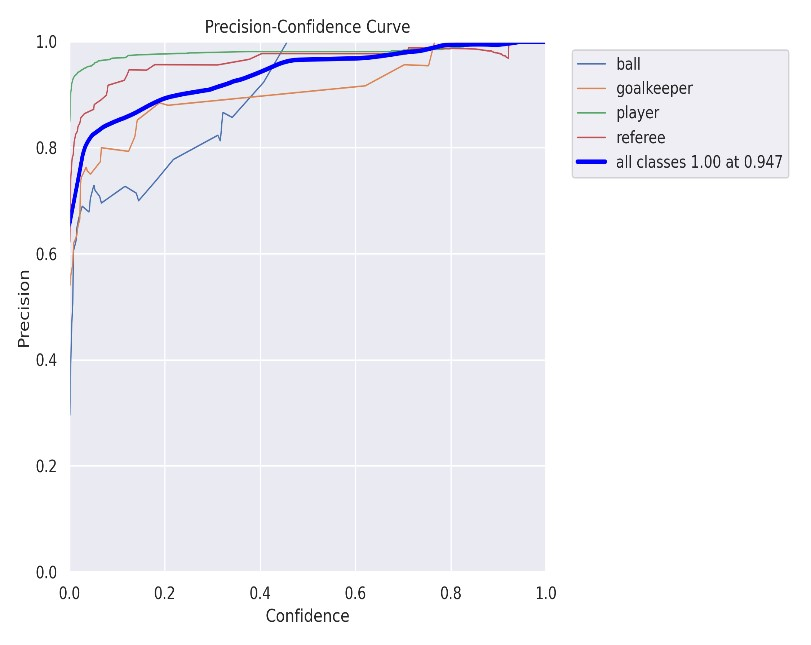 Precision-Confidence Curve
1.0
0.8
0.6
0.4
0.2
0.0
Precision
0.0 0.2 0.4 0.6 0.8 1.0
Confidence
ball
goalkeeper
player
referee
all classes 1.00 at 0.947